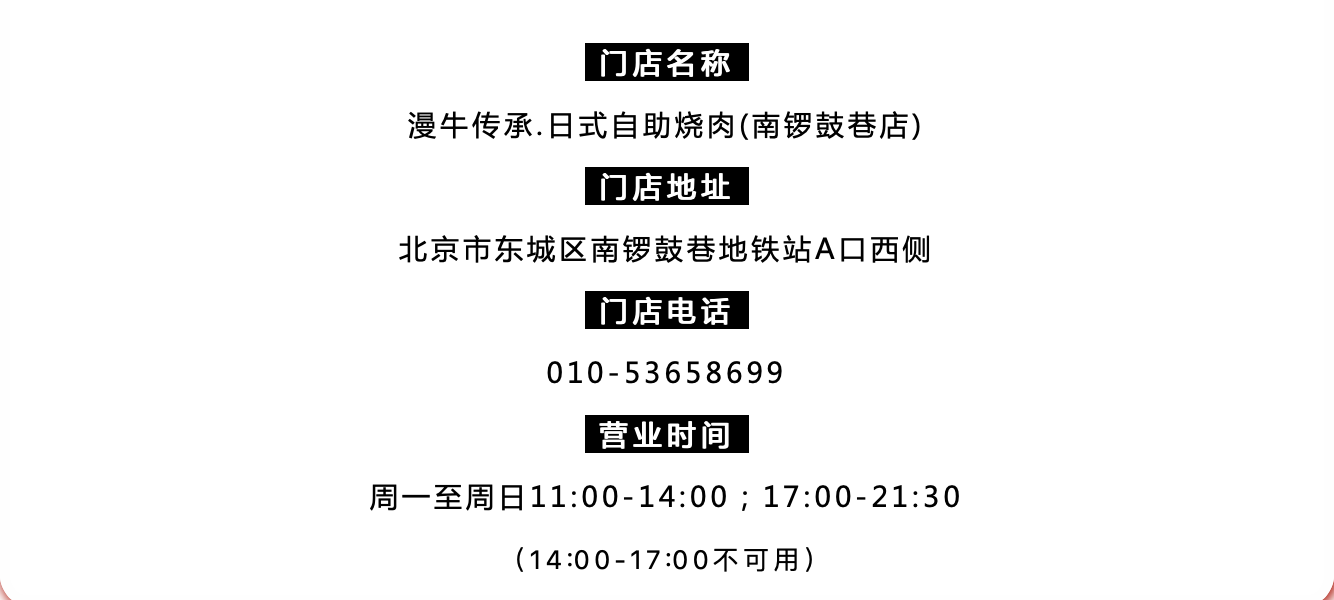 门店名称
漫牛传承.日式自助烧肉(南锣鼓巷店)
门店地址
北京市东城区南锣鼓巷地铁站A口西侧
门店电话
010-53658699
营业时间
周一至周日11:00-14:00；17:00-21:30
(14:00-17:00不可用)